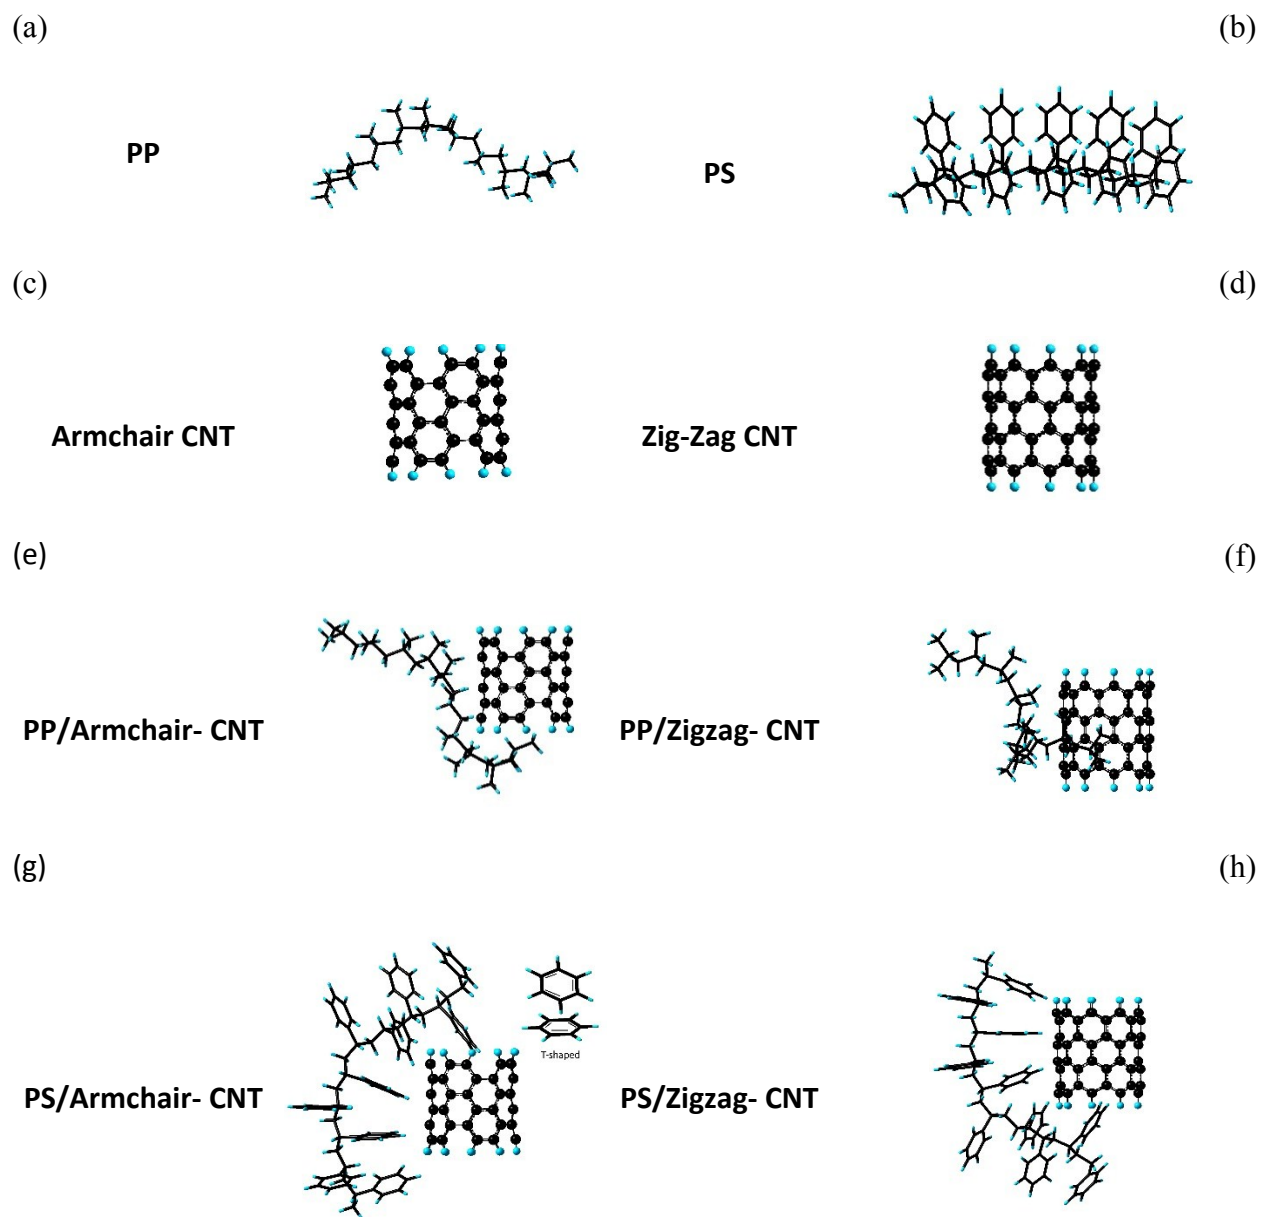 (a)
(b)
PP
PS
(c)
(d)
Armchair CNT
Zig-Zag CNT
(e)
(f)
PP/Armchair- CNT
PP/Zigzag- CNT
(g)
(h)
T-shaped
PS/Armchair- CNT
PS/Zigzag- CNT